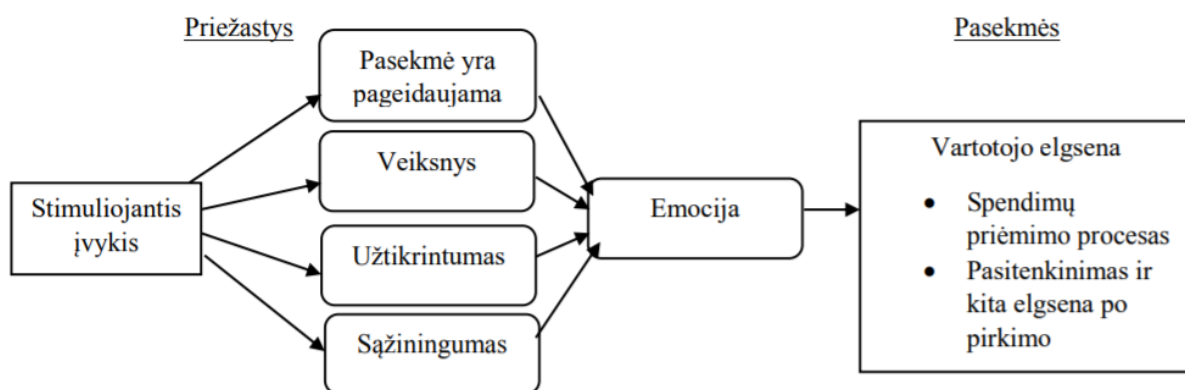 Priežastys
Pasekmės
Pasekmė yra
pageidaujama
Veiksnys
Stimuliojantis
įvykis
Užtikrintumas
Sąžiningumas
Emocija
Vartotojo elgsena
• Spendimų
priėmimo procesas
• Pasitenkinimas ir
kita elgsena po
pirkimo